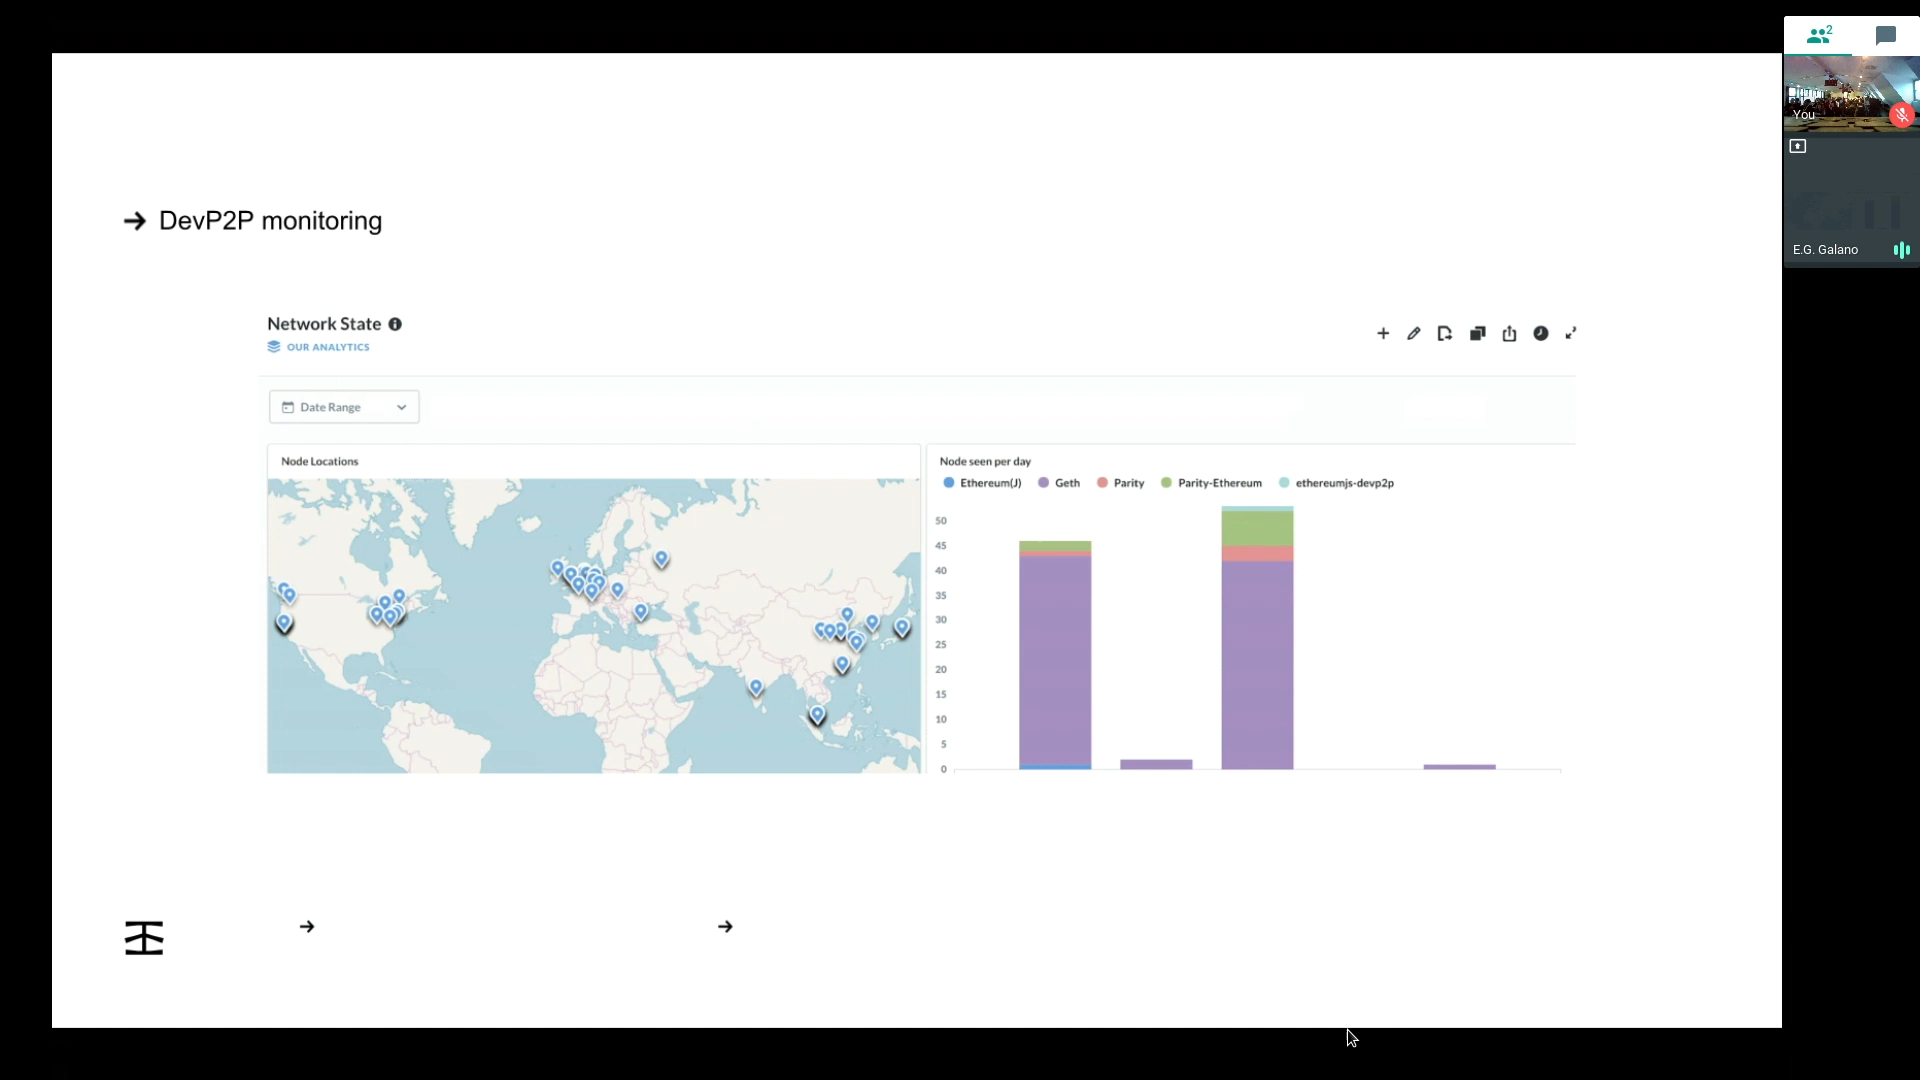 2
You
E.G. Galano
DevP2P monitoring
Network State
OUR ANALYTICS
Date Range
Node Locations
Node seen per day
Ethereum(J) Geth Parity Parity-Ethereum ethereumjs-devp2p
50
45
40
35
30
25
20
15
10
5
0